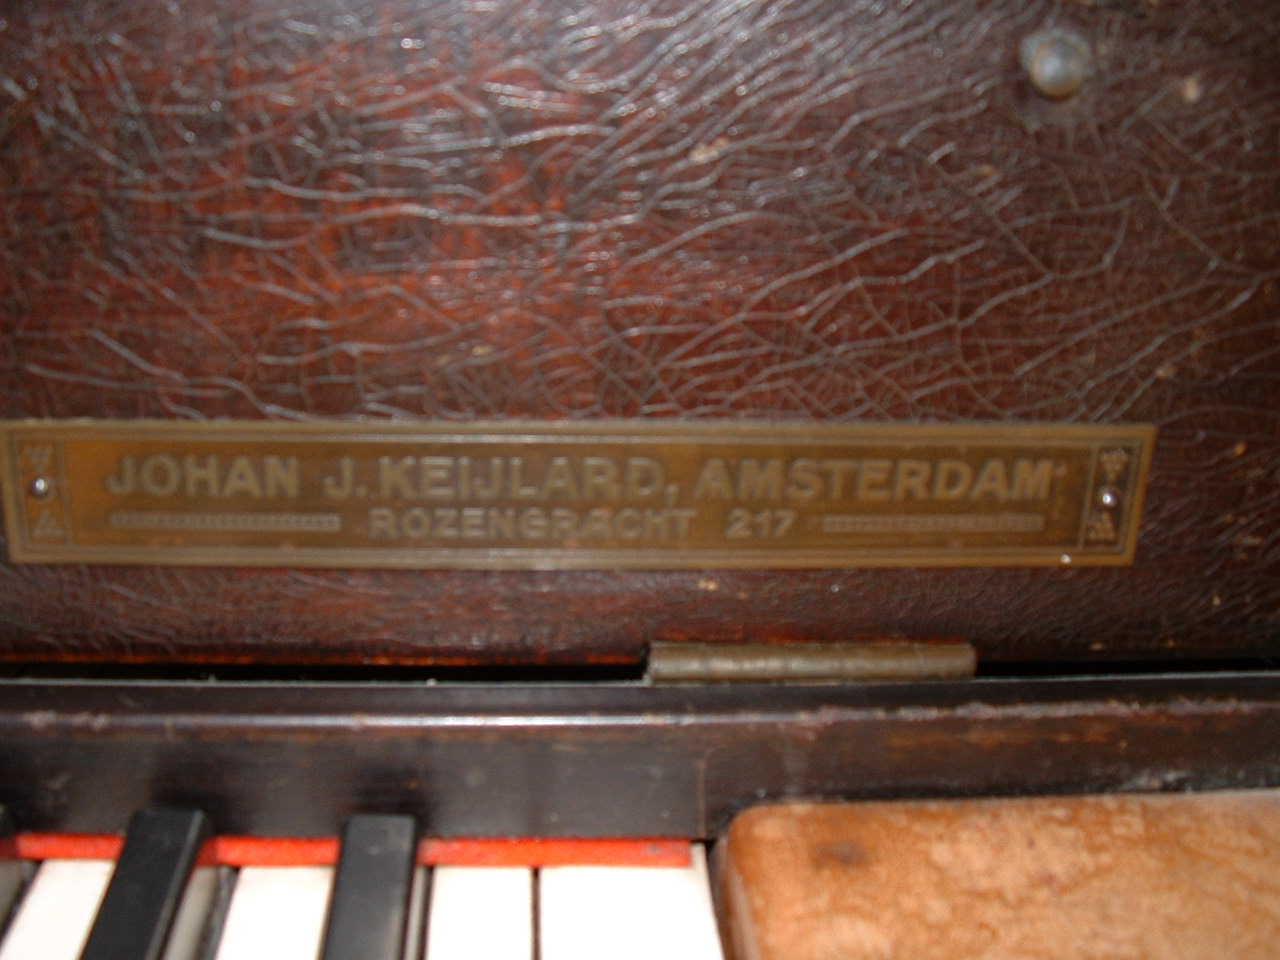 JOHAN J. KEIJLARD, AMSTERDAM
ROZENGRACHT 217